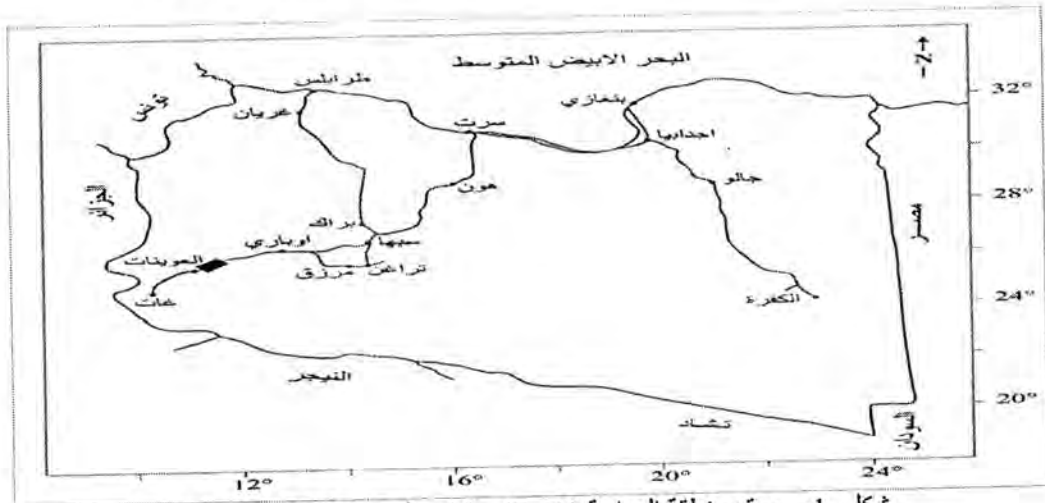 البحر الابيض المتوسط
-N→
طرابلس
تونس
غريان
بنغازي
سرت
اجدابيا
32°
جالو
هون
28°
الجزائر
براك
مصر
سبها
اوباري
العوينات
تراغن مرزق
غات
الكفرة
24°
النيجر
20°
تشاد
السودان
12°
16°
20°
24°